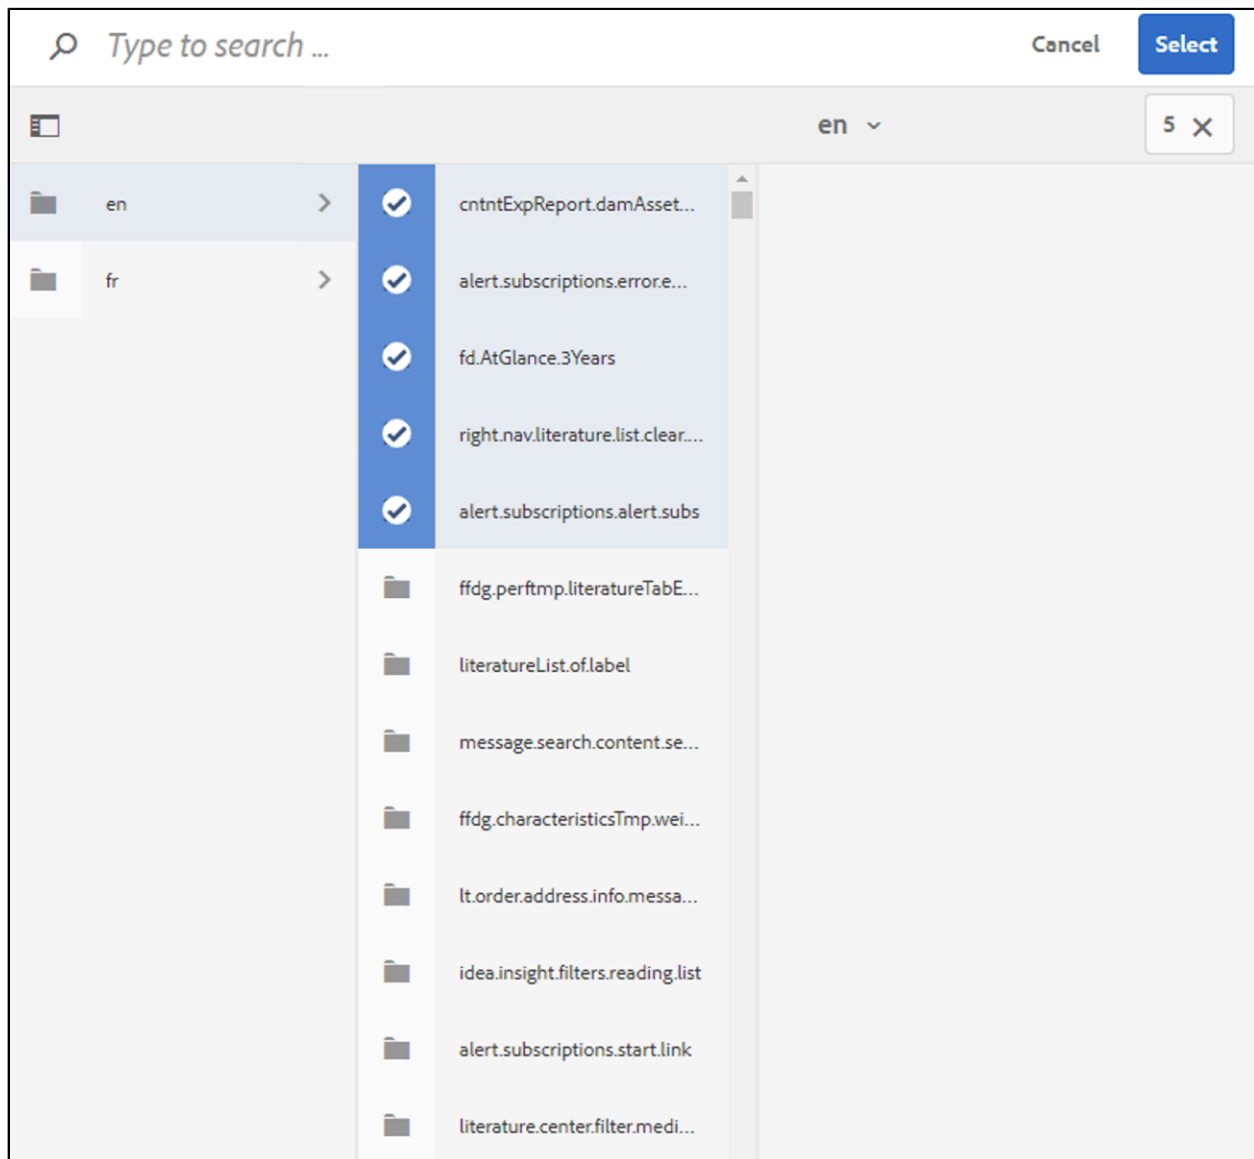 Type to search ...
Cancel
Select
en
5
en
fr
cntntExpReport.damAsset...
alert.subscriptions.error.e...
fd.AtGlance.3Years
right.nav.literature.list.clear....
alert.subscriptions.alert.subs
ffdg.perftmp.literatureTabE...
literatureList.of.label
message.search.content.se...
ffdg.characteristicsTmp.wei...
lt.order.address.info.messa...
idea.insight.filters.reading.list
alert.subscriptions.start.link
literature.center.filter.medi...